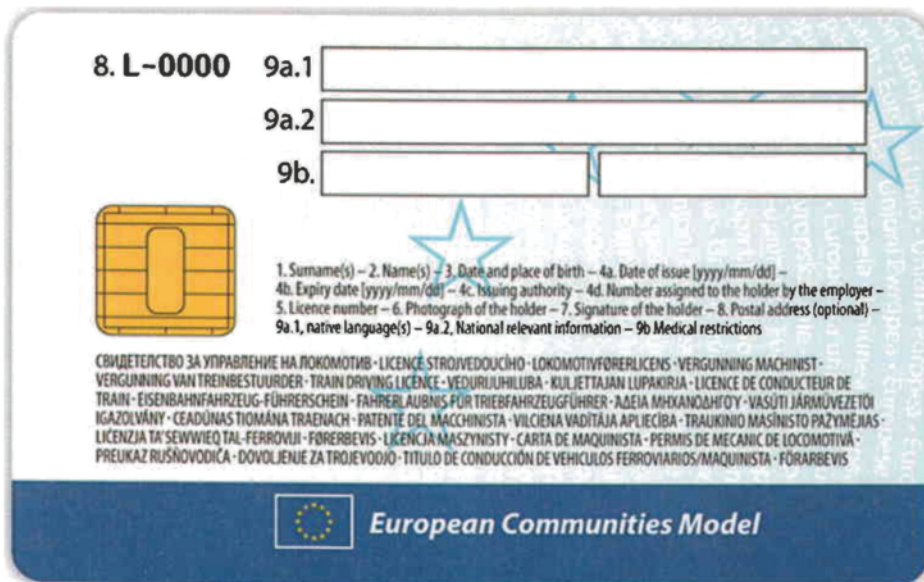 8. L-0000 9a.1
9a.2
9b.
1. Surname(s) – 2. Name(s) – 3. Date and place of birth – 4a. Date of issue [yyyy/mm/dd] –
4b. Expiry date [yyyy/mm/dd] – 4c. Issuing authority – 4d. Number assigned to the holder by the employer –
5. Licence number – 6. Photograph of the holder – 7. Signature of the holder – 8. Postal address (optional) –
9a.1, native language(s) – 9a.2, National relevant information – 9b Medical restrictions
СВИДЕТЕЛСТВО ЗА УПРАВЛЕНИЕ НА ЛОКОМОТИВ · LICENCE STROJVEDOUCÍHO · LOKOMOTIVFØRERLICENS · VERGUNNING MACHINIST ·
VERGUNNING VAN TREINBESTUURDER · TRAIN DRIVING LICENCE · VEDURIJUHILUBA · KULJETTAJAN LUPAKIRJA · LICENCE DE CONDUCTEUR DE
TRAIN · EISENBAHNFAHRZEUG-FÜHRERSCHEIN · FAHRERLAUBNIS FÜR TRIEBFAHRZEUGFÜHRER · ΑΔΕΙΑ ΜΗΧΑΝΟΔΗΓΟΥ · VASÚTI JÁRMŰVEZETŐI
IGAZOLVÁNY · CEADÚNAS TIOMÁNA TRAENACH · PATENTE DEL MACCHINISTA · VILCIENA VADĪTĀJA APLIECĪBA · TRAUKINIO MAŠINISTO PAŽYMĖJIAS ·
LICENZJA TA' SEWWIEQ TAL-FERROVIJI · FØRERBEVIS · LICENCJA MASZYNISTY · CARTA DE MAQUINISTA · PERMIS DE MECANIC DE LOCOMOTIVĂ ·
PREUKAZ RUŠŇOVODIČA · DOVOLJENJE ZA TROJEVODJO · TITULO DE CONDUCCIÓN DE VEHICULOS FERROVIARIOS/MAQUINISTA · FÖRARBEVIS
European Communities Model